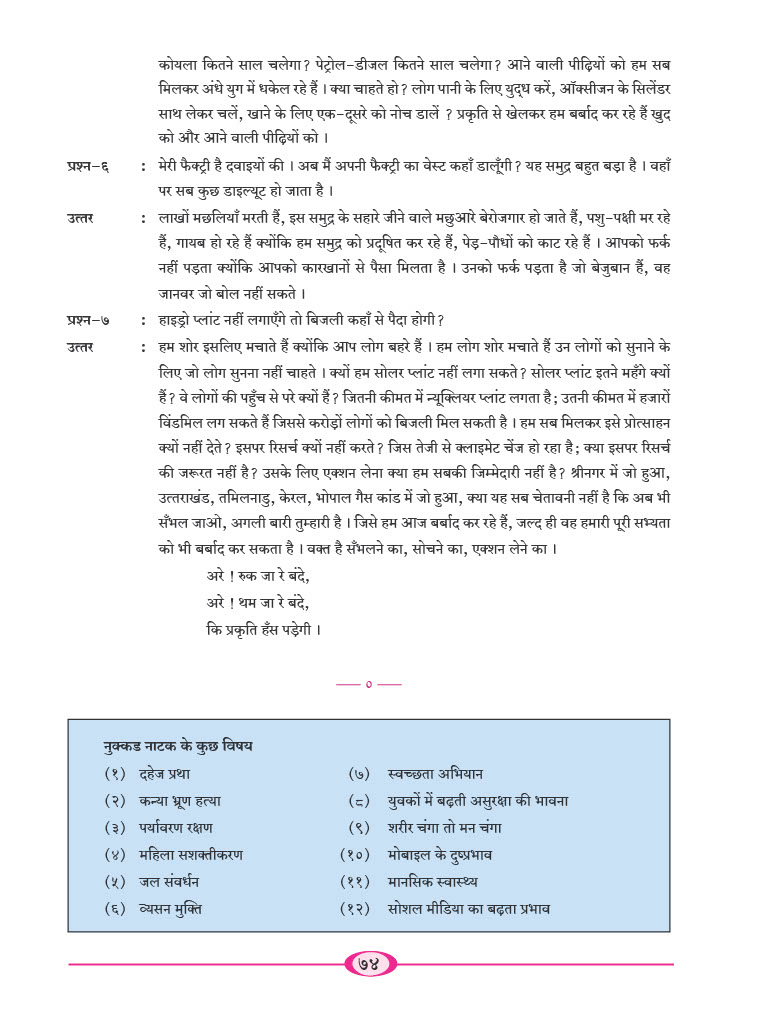 कोयला कितने साल चलेगा? पेट्रोल-डीजल कितने साल चलेगा? आने वाली पीढ़ियों को हम सब
मिलकर अंधे युग में धकेल रहे हैं । क्या चाहते हो? लोग पानी के लिए युद्ध करें, ऑक्सीजन के सिलेंडर
साथ लेकर चलें, खाने के लिए एक-दूसरे को नोच डालें ? प्रकृति से खेलकर हम बर्बाद कर रहे हैं खुद
को और आने वाली पीढ़ियों को ।
प्रश्न-६ : मेरी फैक्ट्री है दवाइयों की । अब मैं अपनी फैक्ट्री का वेस्ट कहाँ डालूँगी? यह समुद्र बहुत बड़ा है । वहाँ
पर सब कुछ डाइल्यूट हो जाता है ।
उत्तर : लाखों मछलियाँ मरती हैं, इस समुद्र के सहारे जीने वाले मछुआरे बेरोजगार हो जाते हैं, पशु-पक्षी मर रहे
हैं, गायब हो रहे हैं क्योंकि हम समुद्र को प्रदूषित कर रहे हैं, पेड़-पौधों को काट रहे हैं । आपको फर्क
नहीं पड़ता क्योंकि आपको कारखानों से पैसा मिलता है । उनको फर्क पड़ता है जो बेजुबान हैं, वह
जानवर जो बोल नहीं सकते ।
प्रश्न-७ : हाइड्रो प्लांट नहीं लगाएँगे तो बिजली कहाँ से पैदा होगी?
उत्तर : हम शोर इसलिए मचाते हैं क्योंकि आप लोग बहरे हैं । हम लोग शोर मचाते हैं उन लोगों को सुनाने के
लिए जो लोग सुनना नहीं चाहते । क्यों हम सोलर प्लांट नहीं लगा सकते? सोलर प्लांट इतने महँगे क्यों
हैं? वे लोगों की पहुँच से परे क्यों हैं? जितनी कीमत में न्यूक्लियर प्लांट लगता है; उतनी कीमत में हजारों
विंडमिल लग सकते हैं जिससे करोड़ों लोगों को बिजली मिल सकती है । हम सब मिलकर इसे प्रोत्साहन
क्यों नहीं देते? इसपर रिसर्च क्यों नहीं करते? जिस तेजी से क्लाइमेट चेंज हो रहा है; क्या इसपर रिसर्च
की जरूरत नहीं है? उसके लिए एक्शन लेना क्या हम सबकी जिम्मेदारी नहीं है? श्रीनगर में जो हुआ,
उत्तराखंड, तमिलनाडु, केरल, भोपाल गैस कांड में जो हुआ, क्या यह सब चेतावनी नहीं है कि अब भी
सँभल जाओ, अगली बारी तुम्हारी है । जिसे हम आज बर्बाद कर रहे हैं, जल्द ही वह हमारी पूरी सभ्यता
को भी बर्बाद कर सकता है । वक्त है सँभलने का, सोचने का, एक्शन लेने का ।
अरे ! रुक जा रे बंदे,
अरे ! थम जा रे बंदे,
कि प्रकृति हँस पड़ेगी ।
०
नुक्कड नाटक के कुछ विषय
(१) दहेज प्रथा
(२) कन्या भ्रूण हत्या
(३) पर्यावरण रक्षण
(४) महिला सशक्तीकरण
(५) जल संवर्धन
(६) व्यसन मुक्ति
(७) स्वच्छता अभियान
(८) युवकों में बढ़ती असुरक्षा की भावना
(९) शरीर चंगा तो मन चंगा
(१०) मोबाइल के दुष्प्रभाव
(११) मानसिक स्वास्थ्य
(१२) सोशल मीडिया का बढ़ता प्रभाव
७४